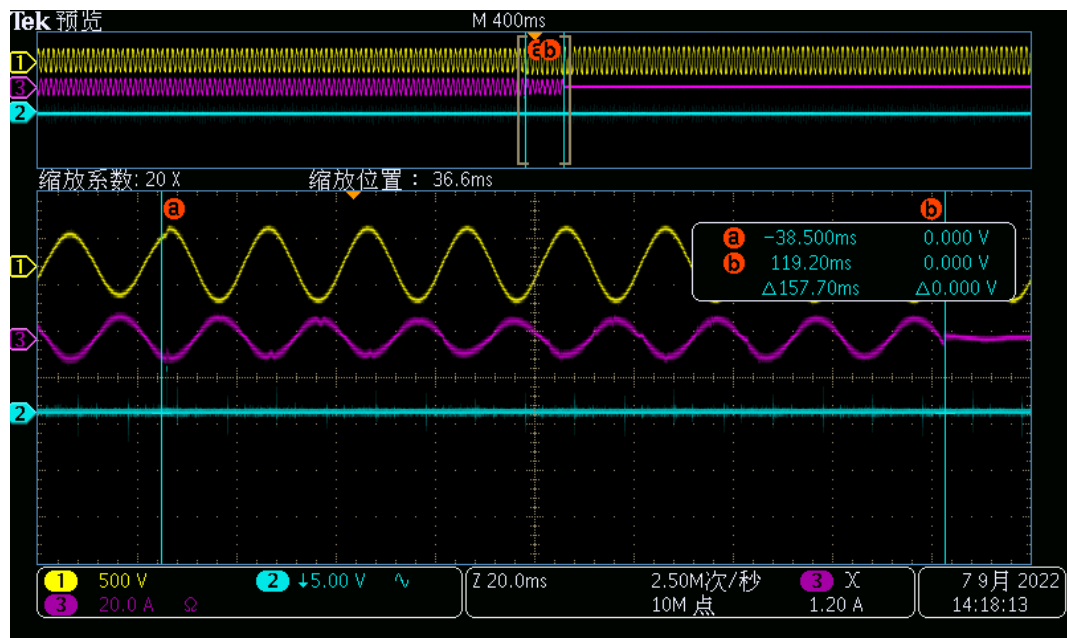 Tek 预览 M 400ms
a b
1
3
2
缩放系数: 20 X 缩放位置： 36.6ms
a b
a -38.500ms 0.000 V
b 119.20ms 0.000 V
△157.70ms △0.000 V
1
3
2
1 500 V 2 ↓5.00 V ∿ Z 20.0ms 2.50M次/秒 3 X 7 9月 2022
3 20.0 A Ω 10M 点 1.20 A 14:18:13